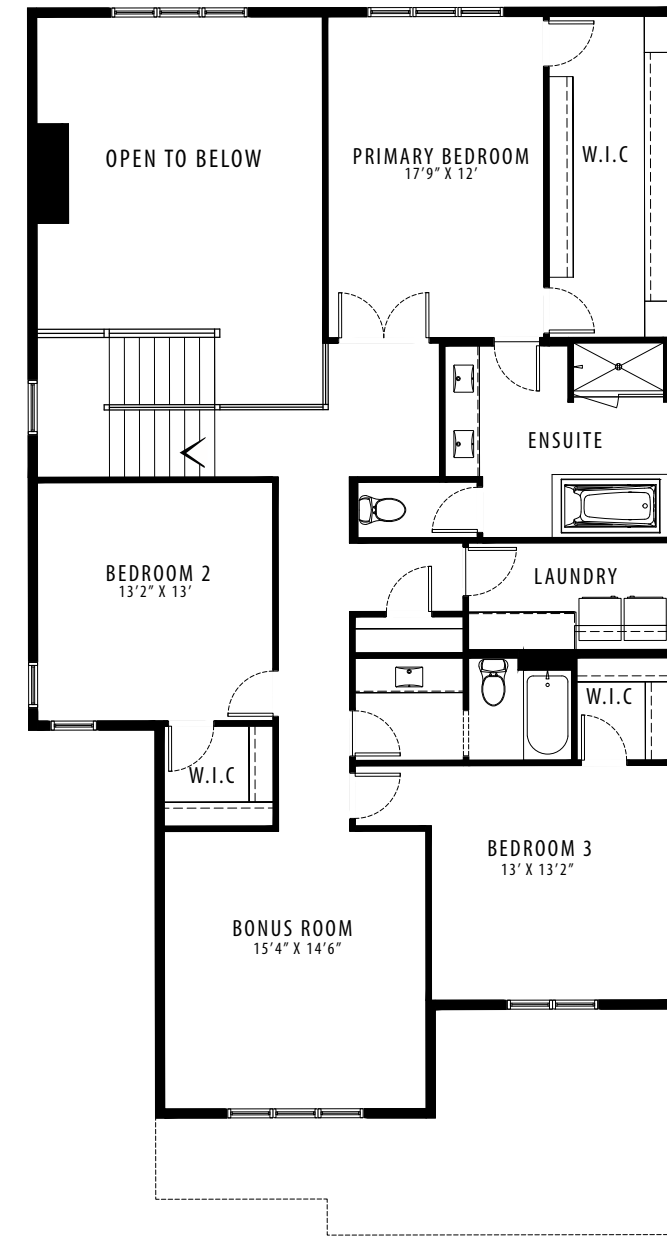 OPEN TO BELOW
PRIMARY BEDROOM
17'9" X 12'
W.I.C
ENSUITE
BEDROOM 2
13'2" X 13'
LAUNDRY
W.I.C
W.I.C
BEDROOM 3
13' X 13'2"
BONUS ROOM
15'4" X 14'6"